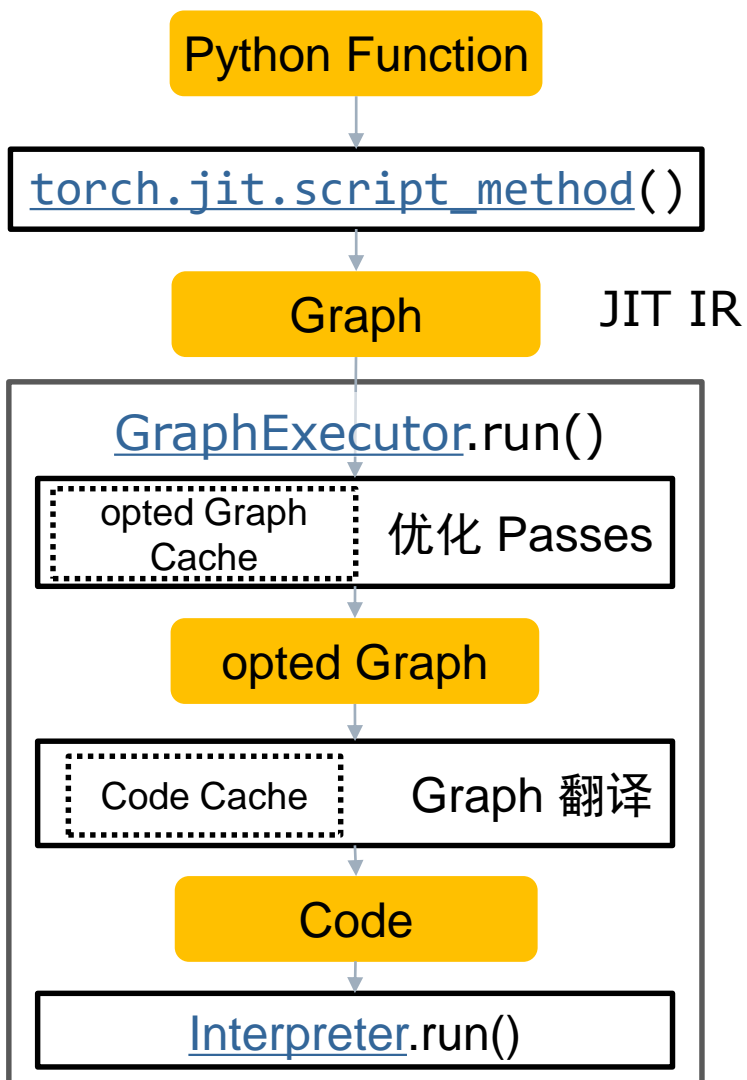 Python Function
torch.jit.script_method()
Graph
JIT IR
GraphExecutor.run()
opted Graph
Cache
优化 Passes
opted Graph
Code Cache
Graph 翻译
Code
Interpreter.run()